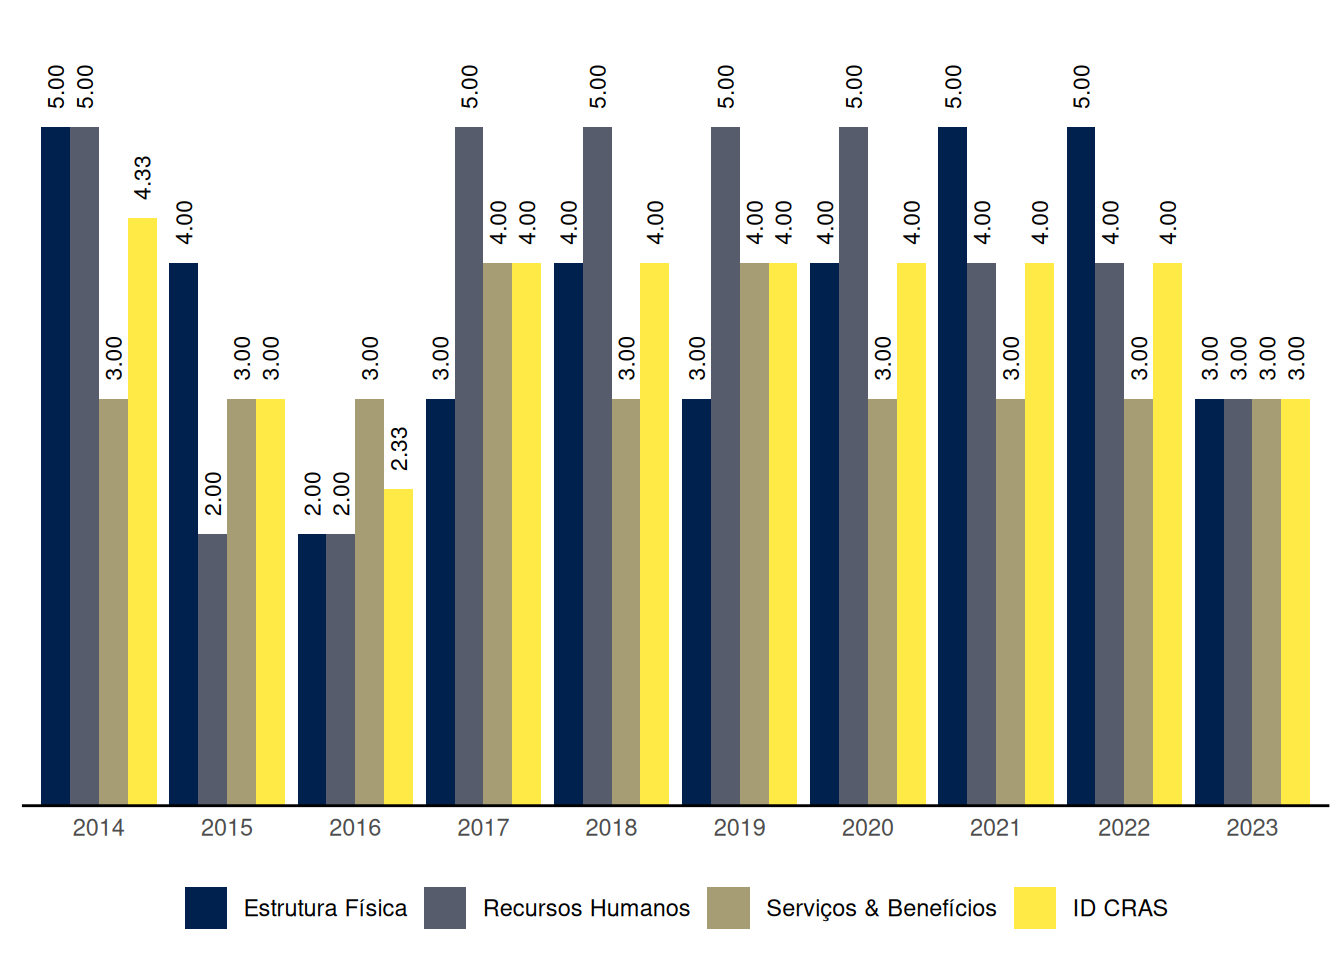 5.00 5.00 3.00 4.33 4.00 2.00 3.00 3.00 2.00 2.00 3.00 2.33 3.00 5.00 4.00 4.00 4.00 5.00 3.00 4.00 3.00 5.00 4.00 4.00 4.00 5.00 3.00 4.00 5.00 4.00 3.00 4.00 5.00 4.00 3.00 4.00 3.00 3.00 3.00 3.00
2014 2015 2016 2017 2018 2019 2020 2021 2022 2023
Estrutura Física Recursos Humanos Serviços & Benefícios ID CRAS